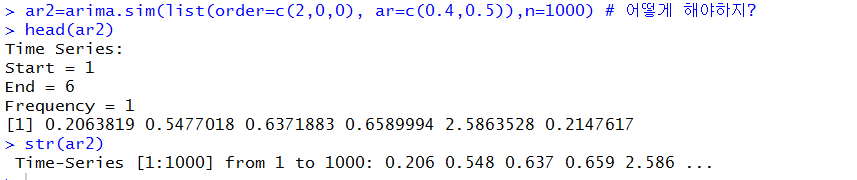 > ar2=arima.sim(list(order=c(2,0,0), ar=c(0.4,0.5)),n=1000) # 어떻게 해야하지?
> head(ar2)
Time Series:
Start = 1
End = 6
Frequency = 1
[1] 0.2063819 0.5477018 0.6371883 0.6589994 2.5863528 0.2147617
> str(ar2)
 Time-Series [1:1000] from 1 to 1000: 0.206 0.548 0.637 0.659 2.586 ...